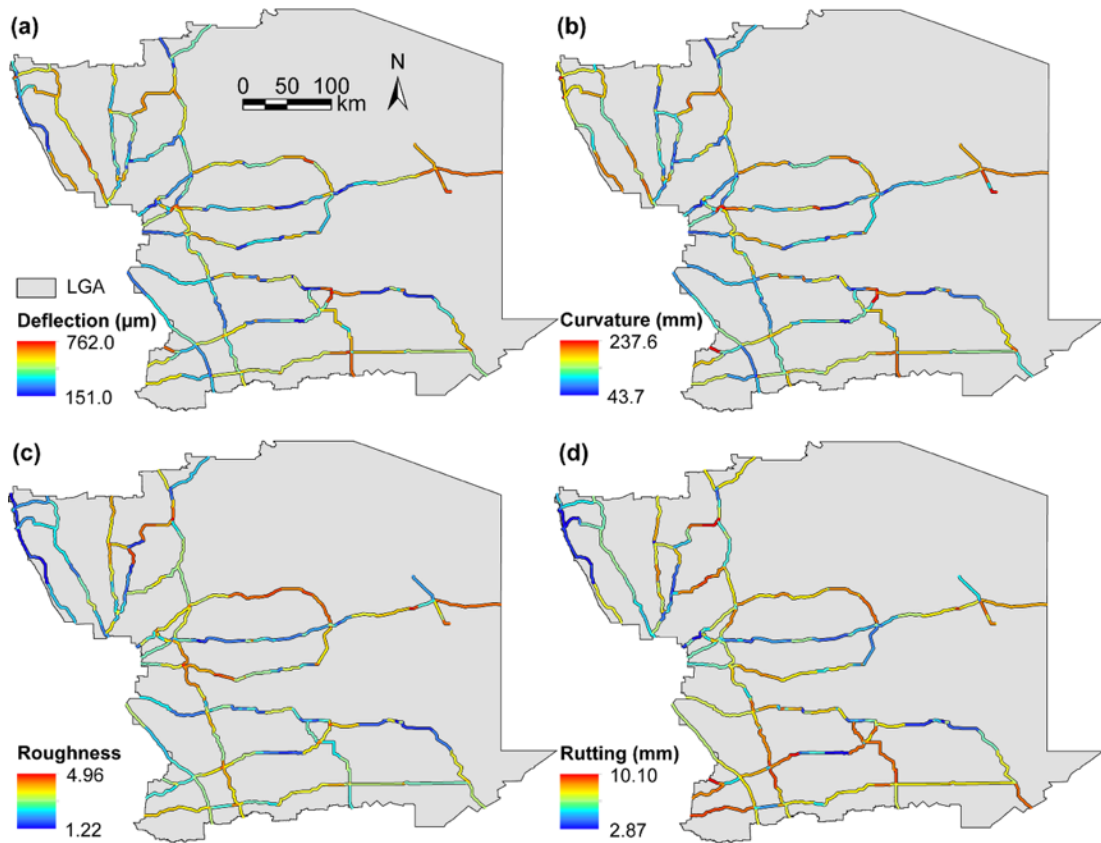 (a)
N
0 50 100
km
LGA
Deflection (µm)
762.0
151.0
(b)
Curvature (mm)
237.6
43.7
(c)
Roughness
4.96
1.22
(d)
Rutting (mm)
10.10
2.87